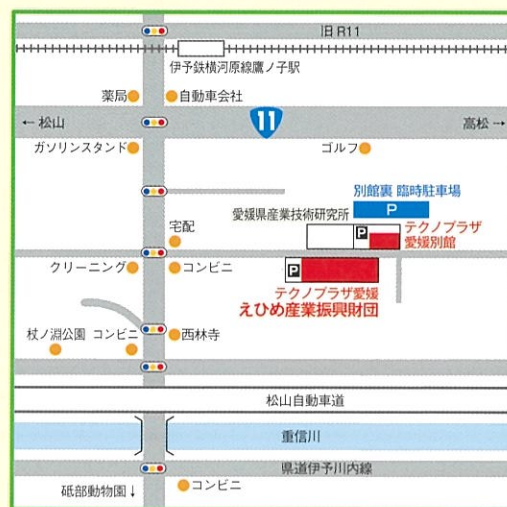 旧R11
伊予鉄横河原線鷹ノ子駅
薬局
自動車会社
← 松山
11
高松 →
ガソリンスタンド
ゴルフ
別館裏 臨時駐車場
P
愛媛県産業技術研究所
P
テクノプラザ
愛媛別館
宅配
クリーニング
コンビニ
P
テクノプラザ愛媛
えひめ産業振興財団
杖ノ淵公園
コンビニ
西林寺
松山自動車道
重信川
県道伊予川内線
砥部動物園↓
コンビニ